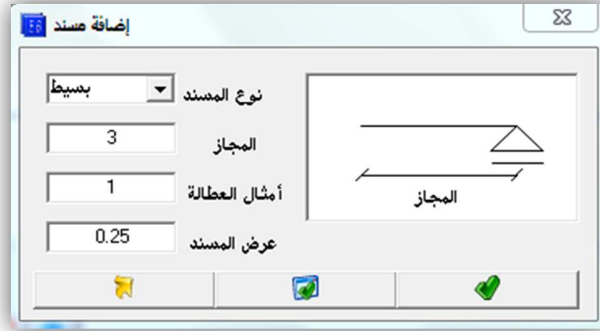 إضافة مسند
نوع المسند بسيط
المجاز 3
أمثال العطالة 1
عرض المسند 0.25
المجاز